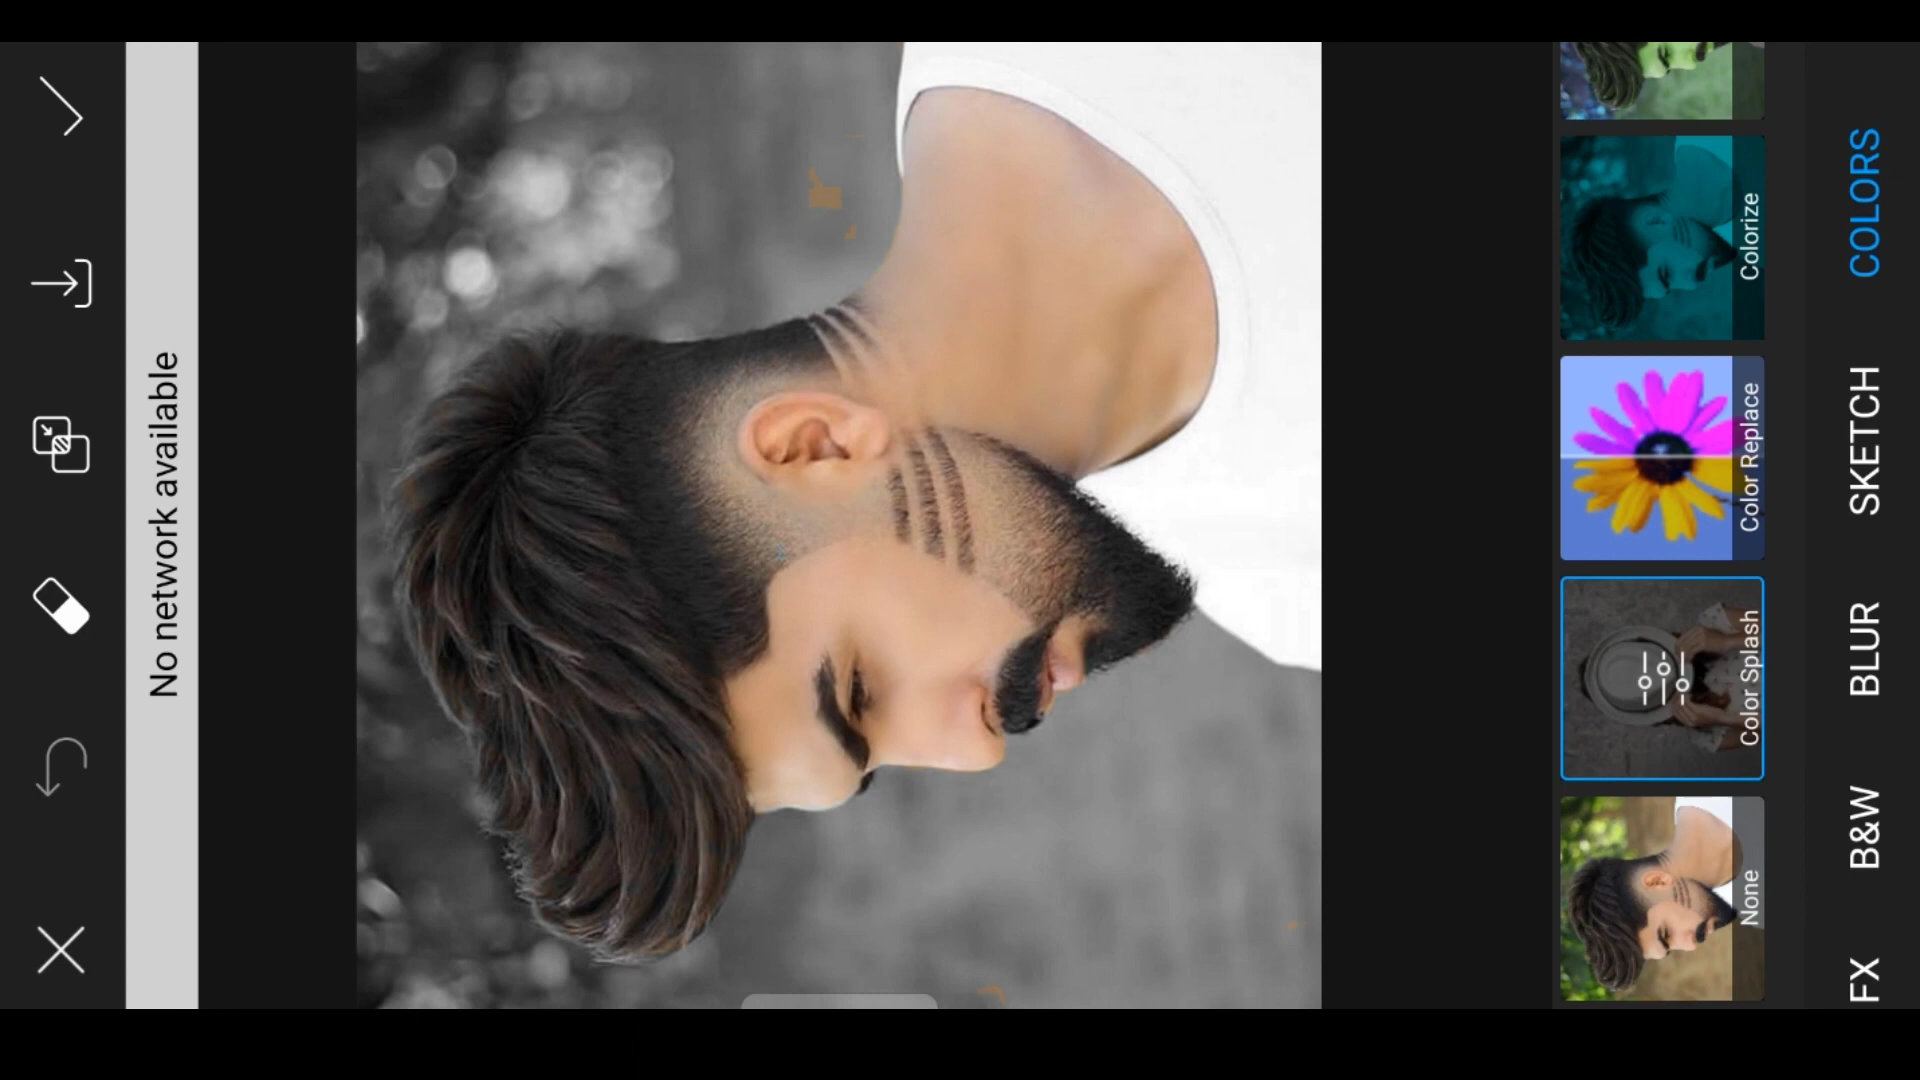 No network available
None
Color Splash
Color Replace
Colorize
FX
B&W
BLUR
SKETCH
COLORS